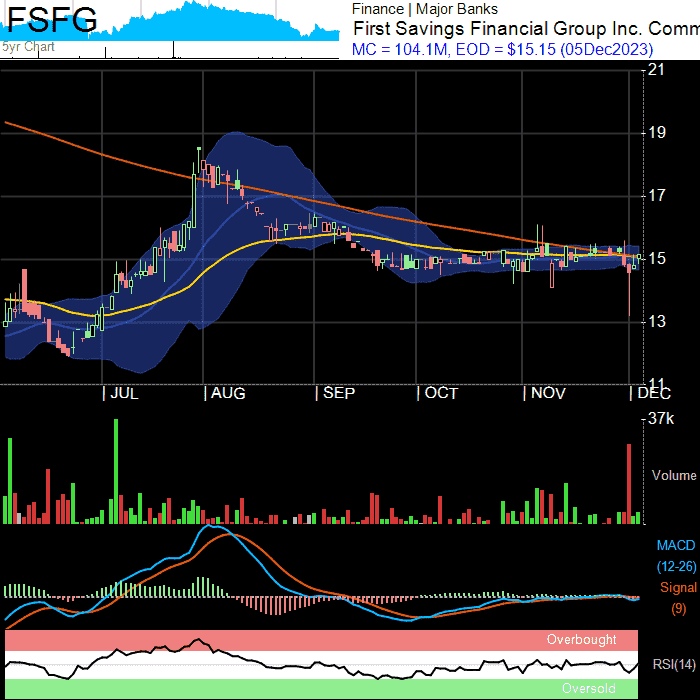 FSFG
5yr Chart
Finance | Major Banks
First Savings Financial Group Inc. Comm
MC = 104.1M, EOD = $15.15 (05Dec2023)
21
19
17
15
13
11
JUL AUG SEP OCT NOV DEC
37k
Volume
MACD
(12-26)
Signal
(9)
Overbought
RSI(14)
Oversold